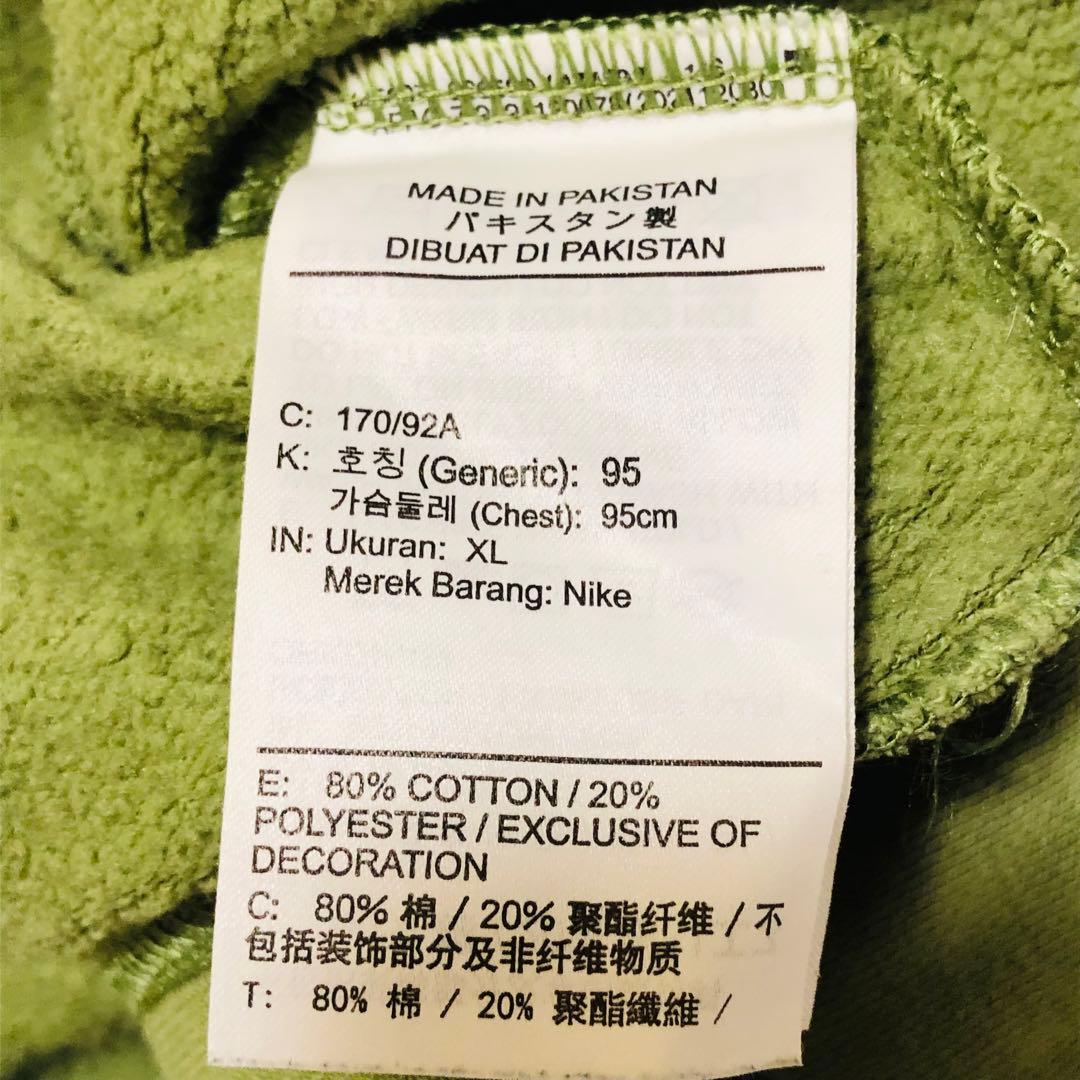 MADE IN PAKISTAN
パキスタン製
DIBUAT DI PAKISTAN
C: 170/92A
K: 호칭 (Generic): 95
가슴둘레 (Chest): 95cm
IN: Ukuran: XL
Merek Barang: Nike
E: 80% COTTON / 20%
POLYESTER / EXCLUSIVE OF
DECORATION
C: 80% 棉 / 20% 聚酯纤维 / 不
包括装饰部分及非纤维物质
T: 80% 棉 / 20% 聚酯纖維 /